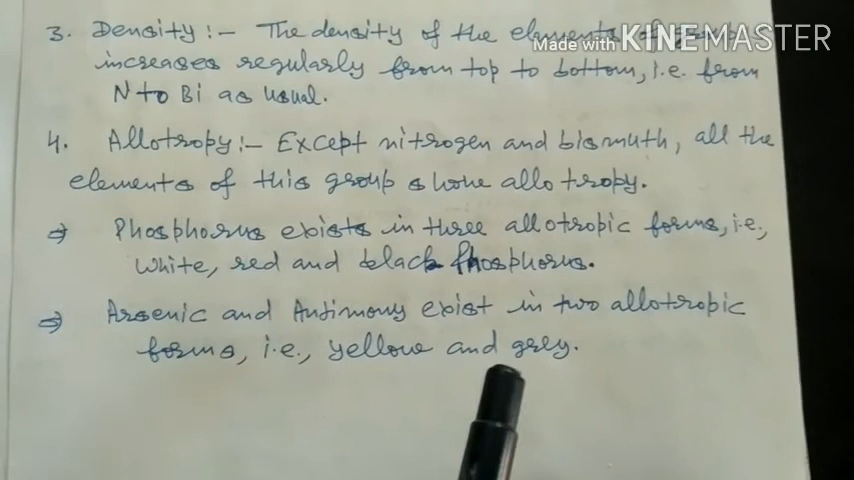 3. Density :- The density of the elements of
Made with KINEMASTER
increases regularly from top to bottom, i.e. from
N to Bi as usual.
4. Allotropy :- Except nitrogen and bismuth, all the
elements of this group show allotropy.
⇒ Phosphorus exists in three allotropic forms, i.e.,
white, red and black Phosphorus.
⇒ Arsenic and Antimony exist in two allotropic
forms, i.e., yellow and grey.